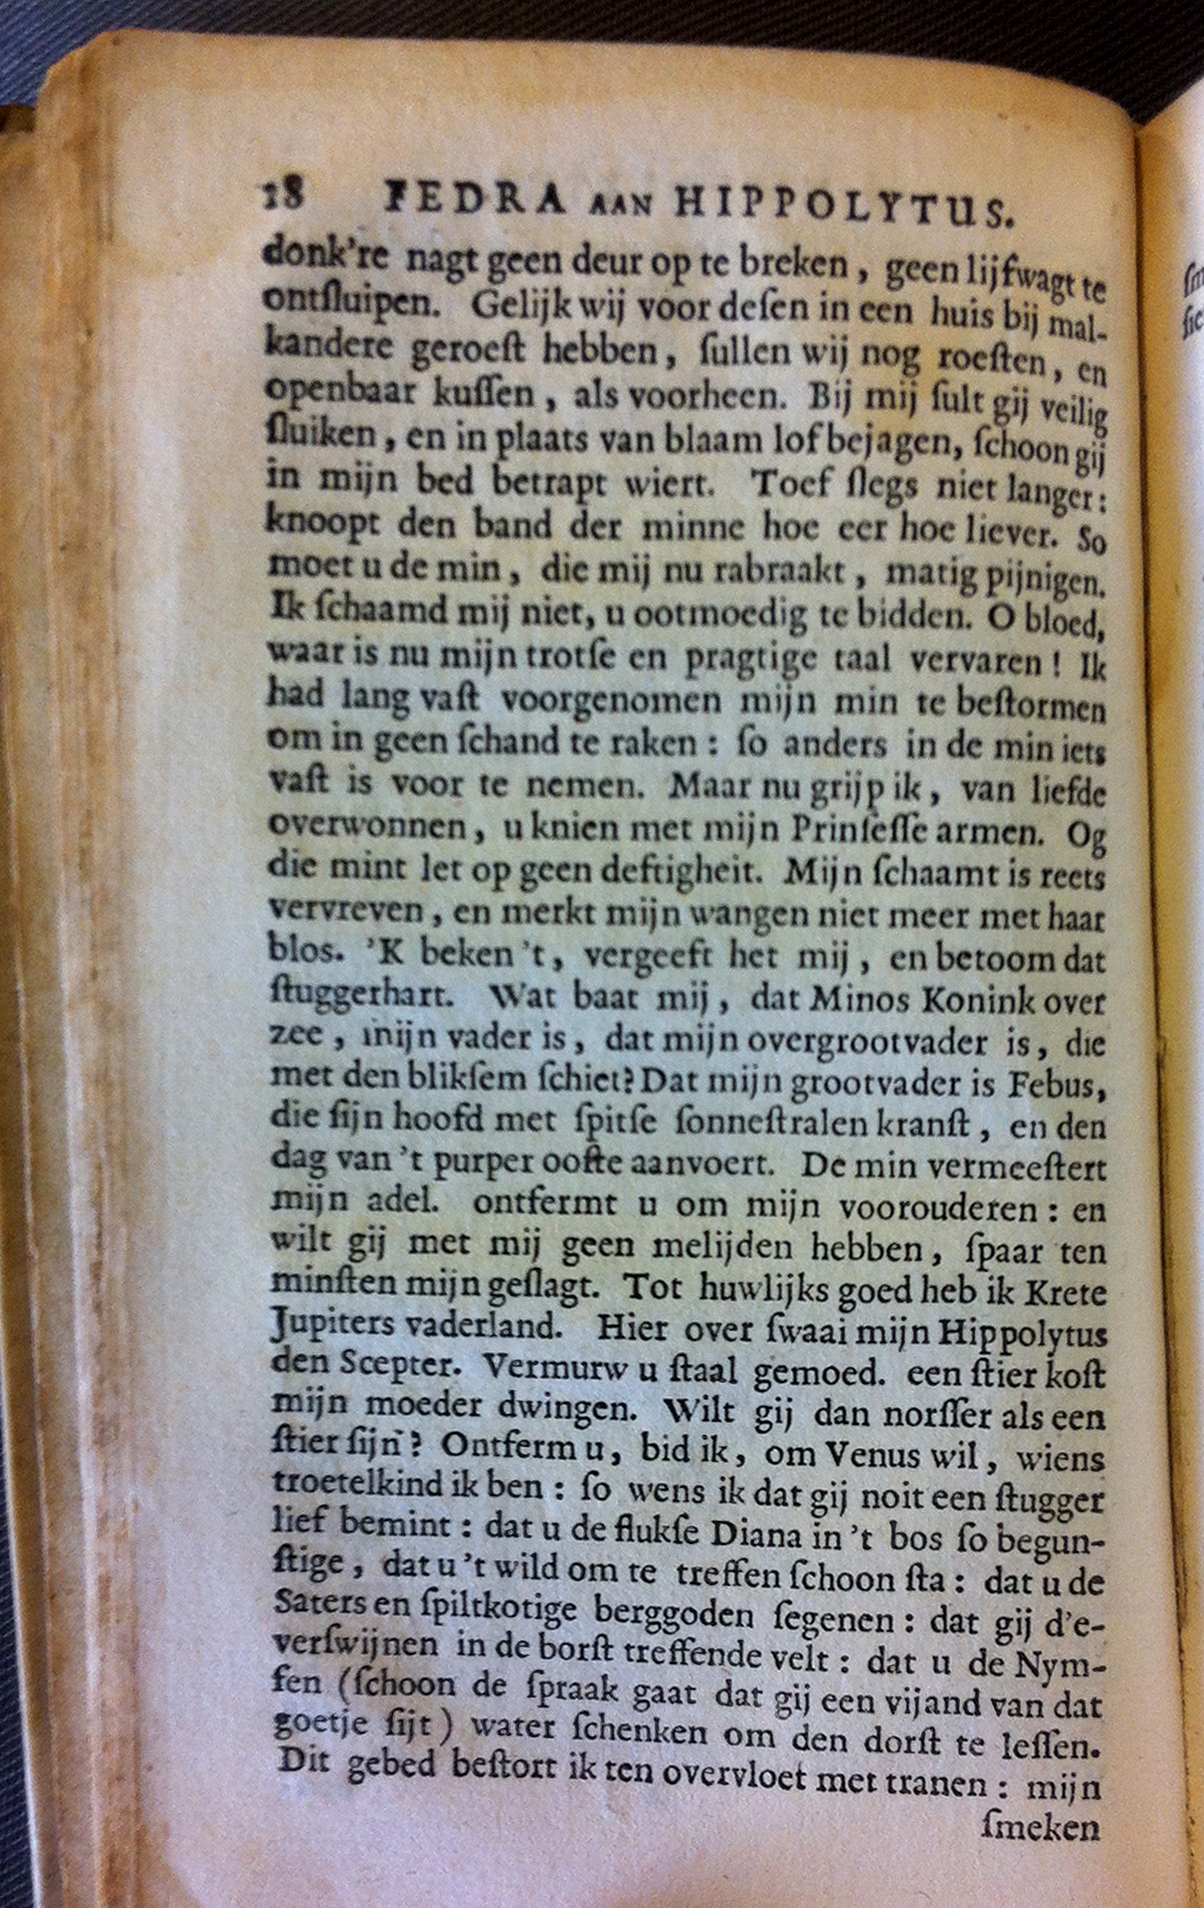 18 FEDRA AAN HIPPOLYTUS.
donk're nagt geen deur op te breken, geen lijfwagt te
ontſluipen. Gelijk wij voor deſen in een huis bij mal-
kandere geroeſt hebben, ſullen wij nog roeſten, en
openbaar kuſſen, als voorheen. Bij mij ſult gij veilig
ſluiken, en in plaats van blaam lof bejagen, ſchoon gij
in mijn bed betrapt wiert. Toef ſlegs niet langer:
knoopt den band der minne hoe eer hoe liever. So
moet u de min, die mij nu rabraakt, matig pijnigen.
Ik ſchaamd mij niet, u ootmoedig te bidden. O bloed,
waar is nu mijn trotſe en pragtige taal vervaren! Ik
had lang vaſt voorgenomen mijn min te beſtormen
om in geen ſchand te raken: ſo anders in de min iets
vaſt is voor te nemen. Maar nu grijp ik, van liefde
overwonnen, u knien met mijn Prinſeſſe armen. Og
die mint let op geen deftigheit. Mijn ſchaamt is reets
vervreven, en merkt mijn wangen niet meer met haar
blos. 'K beken 't, vergeeft het mij, en betoom dat
ſtuggerhart. Wat baat mij, dat Minos Konink over
zee, mijn vader is, dat mijn overgrootvader is, die
met den blikſem ſchiet? Dat mijn grootvader is Febus,
die ſijn hoofd met ſpitſe ſonneſtralen kranſt, en den
dag van 't purper ooſte aanvoert. De min vermeeſtert
mijn adel. ontfermt u om mijn voorouderen: en
wilt gij met mij geen melijden hebben, ſpaar ten
minſten mijn geſlagt. Tot huwlijks goed heb ik Krete
Jupiters vaderland. Hier over ſwaai mijn Hippolytus
den Scepter. Vermurw u ſtaal gemoed. een ſtier koſt
mijn moeder dwingen. Wilt gij dan norſſer als een
ſtier ſijn? Ontferm u, bid ik, om Venus wil, wiens
troetelkind ik ben: ſo wens ik dat gij noit een ſtugger
lief bemint: dat u de flukſe Diana in 't bos ſo begun-
ſtige, dat u 't wild om te treffen ſchoon ſta: dat u de
Saters en ſpiltkotige berggoden ſegenen: dat gij d'e-
verſwijnen in de borſt treffende velt: dat u de Nym-
fen (ſchoon de ſpraak gaat dat gij een vijand van dat
goetje ſijt) water ſchenken om den dorſt te leſſen.
Dit gebed beſtort ik ten overvloet met tranen: mijn
ſmeken